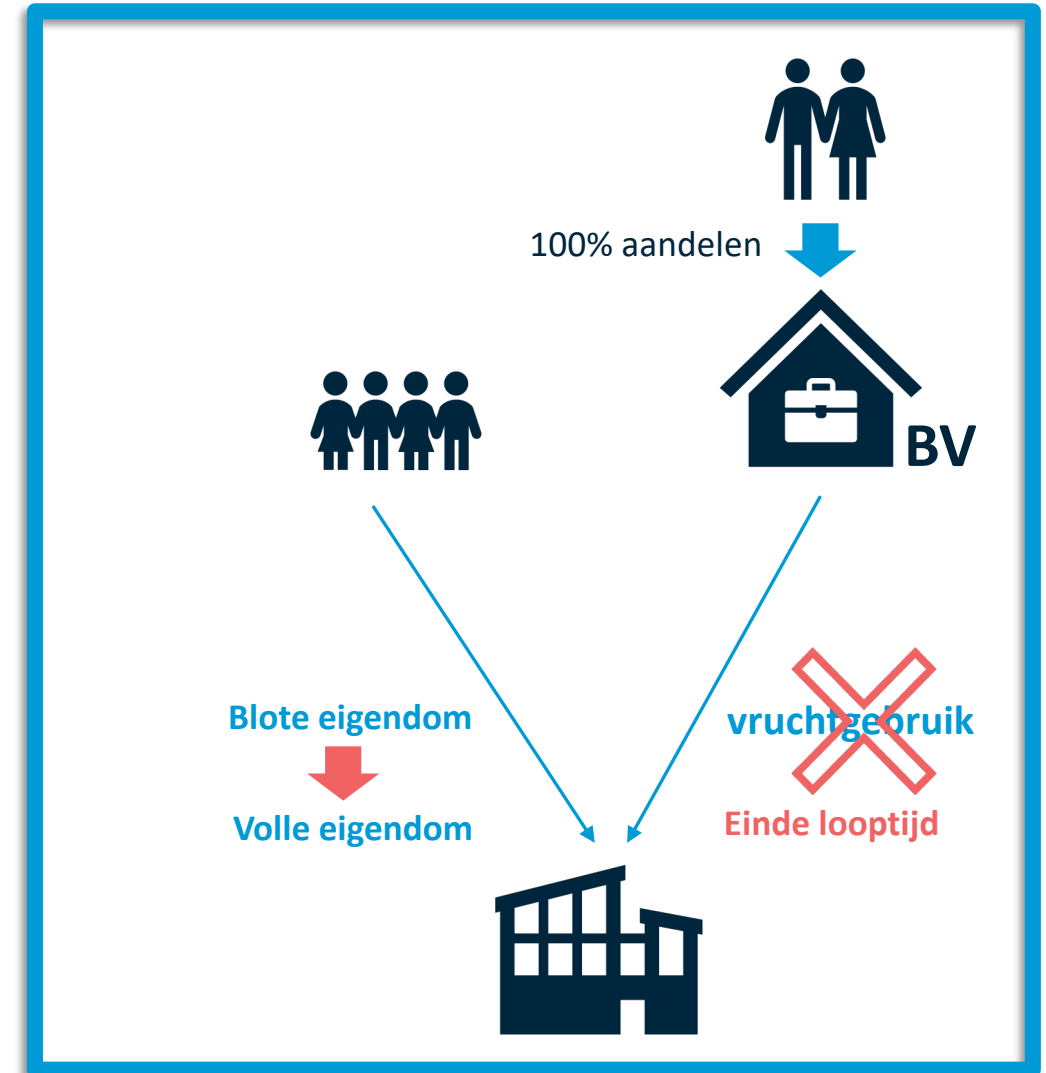 100% aandelen
BV
Blote eigendom
Volle eigendom
vruchtgebruik
Einde looptijd